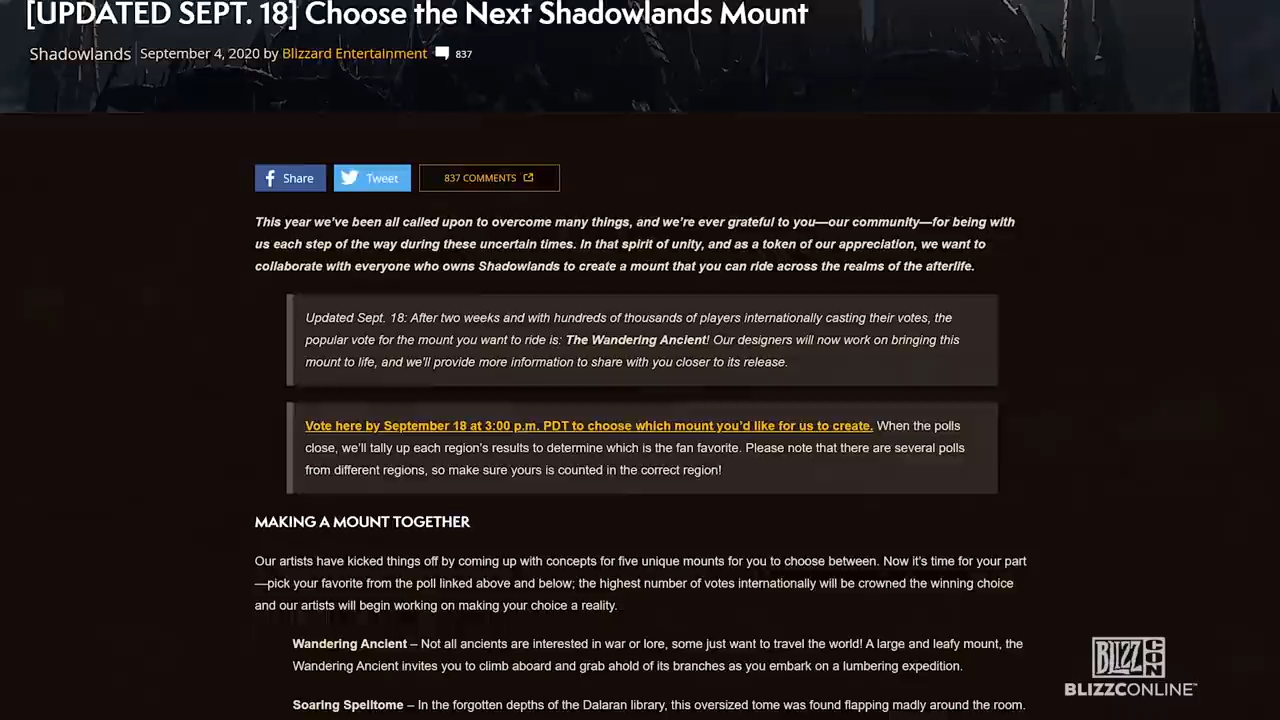 [UPDATED SEPT. 18] Choose the Next Shadowlands Mount
Shadowlands September 4, 2020 by Blizzard Entertainment 837
Share Tweet 837 COMMENTS
This year we've been all called upon to overcome many things, and we're ever grateful to you—our community—for being with
us each step of the way during these uncertain times. In that spirit of unity, and as a token of our appreciation, we want to
collaborate with everyone who owns Shadowlands to create a mount that you can ride across the realms of the afterlife.
Updated Sept. 18: After two weeks and with hundreds of thousands of players internationally casting their votes, the
popular vote for the mount you want to ride is: The Wandering Ancient! Our designers will now work on bringing this
mount to life, and we'll provide more information to share with you closer to its release.
Vote here by September 18 at 3:00 p.m. PDT to choose which mount you'd like for us to create. When the polls
close, we'll tally up each region's results to determine which is the fan favorite. Please note that there are several polls
from different regions, so make sure yours is counted in the correct region!
MAKING A MOUNT TOGETHER
Our artists have kicked things off by coming up with concepts for five unique mounts for you to choose between. Now it's time for your part
—pick your favorite from the poll linked above and below; the highest number of votes internationally will be crowned the winning choice
and our artists will begin working on making your choice a reality.
Wandering Ancient – Not all ancients are interested in war or lore, some just want to travel the world! A large and leafy mount, the
Wandering Ancient invites you to climb aboard and grab ahold of its branches as you embark on a lumbering expedition.
Soaring Spelltome – In the forgotten depths of the Dalaran library, this oversized tome was found flapping madly around the room.
BLIZZCON
BLIZZCONLINE™